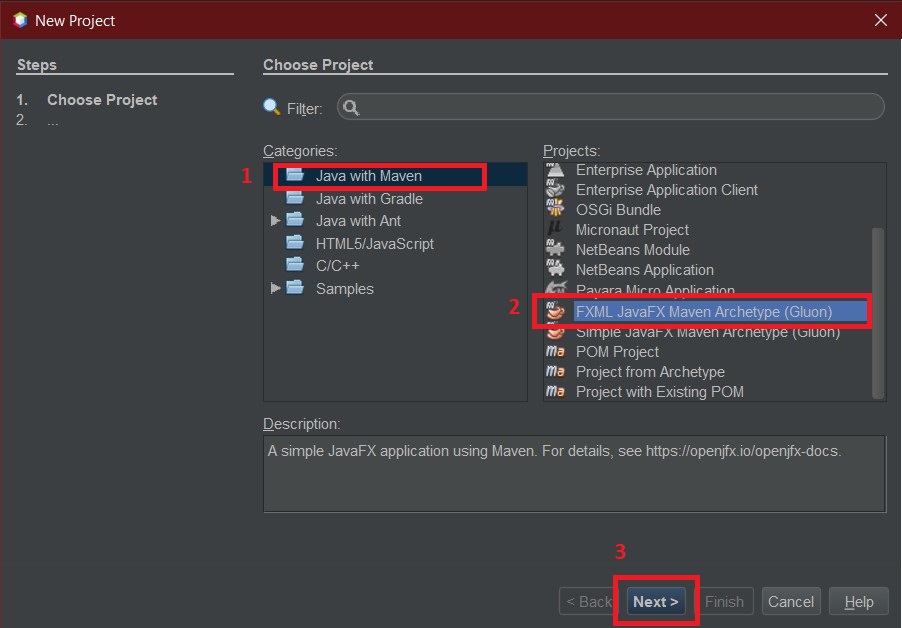 New Project
Steps
1. Choose Project
2. ...
Choose Project
Filter:
Categories:
1
Java with Maven
Java with Gradle
Java with Ant
HTML5/JavaScript
C/C++
Samples
Projects:
Enterprise Application
Enterprise Application Client
OSGi Bundle
Micronaut Project
NetBeans Module
NetBeans Application
Payara Micro Application
2
FXML JavaFX Maven Archetype (Gluon)
Simple JavaFX Maven Archetype (Gluon)
POM Project
Project from Archetype
Project with Existing POM
Description:
A simple JavaFX application using Maven. For details, see https://openjfx.io/openjfx-docs.
3
< Back
Next >
Finish
Cancel
Help